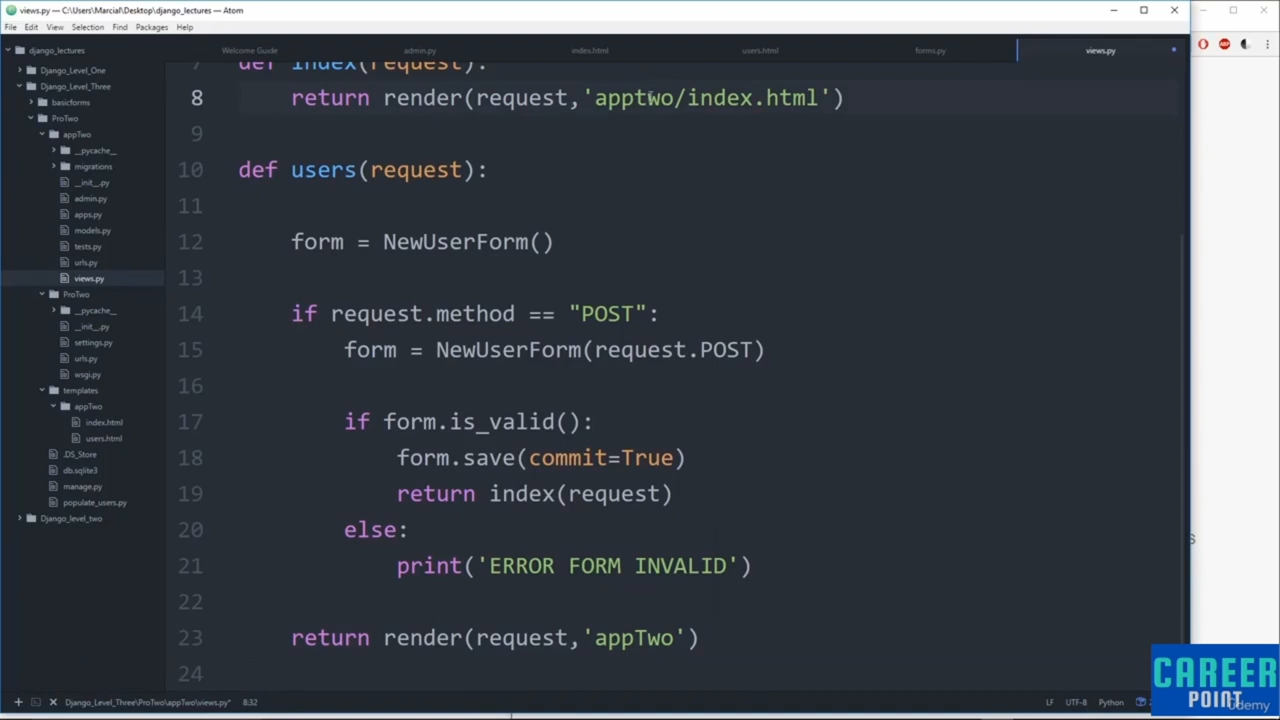 views.py — C:\Users\Marcial\Desktop\django_lectures — Atom
File Edit View Selection Find Packages Help
django_lectures
Django_Level_One
Django_Level_Three
basicforms
ProTwo
appTwo
__pycache__
migrations
__init__.py
admin.py
apps.py
models.py
tests.py
urls.py
views.py
ProTwo
__pycache__
__init__.py
settings.py
urls.py
wsgi.py
templates
appTwo
index.html
users.html
.DS_Store
db.sqlite3
manage.py
populate_users.py
Django_level_two
Welcome Guide admin.py index.html users.html forms.py views.py
7 def index(request):
8 return render(request,'apptwo/index.html')
9
10 def users(request):
11
12 form = NewUserForm()
13
14 if request.method == "POST":
15 form = NewUserForm(request.POST)
16
17 if form.is_valid():
18 form.save(commit=True)
19 return index(request)
20 else:
21 print('ERROR FORM INVALID')
22
23 return render(request,'appTwo')
24
Django_Level_Three\ProTwo\appTwo\views.py* 8:32 LF UTF-8 Python
ABP
CAREER
POINT
Udemy